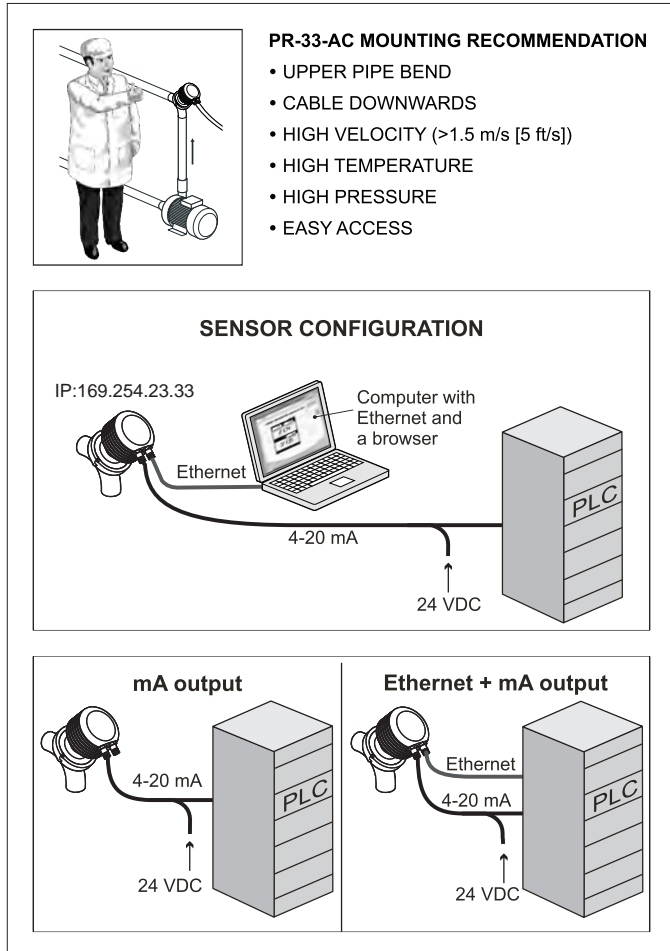 PR-33-AC MOUNTING RECOMMENDATION
• UPPER PIPE BEND
• CABLE DOWNWARDS
• HIGH VELOCITY (>1.5 m/s [5 ft/s])
• HIGH TEMPERATURE
• HIGH PRESSURE
• EASY ACCESS
SENSOR CONFIGURATION
IP:169.254.23.33
Computer with
Ethernet and
a browser
Ethernet
PLC
4-20 mA
24 VDC
mA output
4-20 mA
PLC
24 VDC
Ethernet + mA output
Ethernet
4-20 mA
PLC
24 VDC